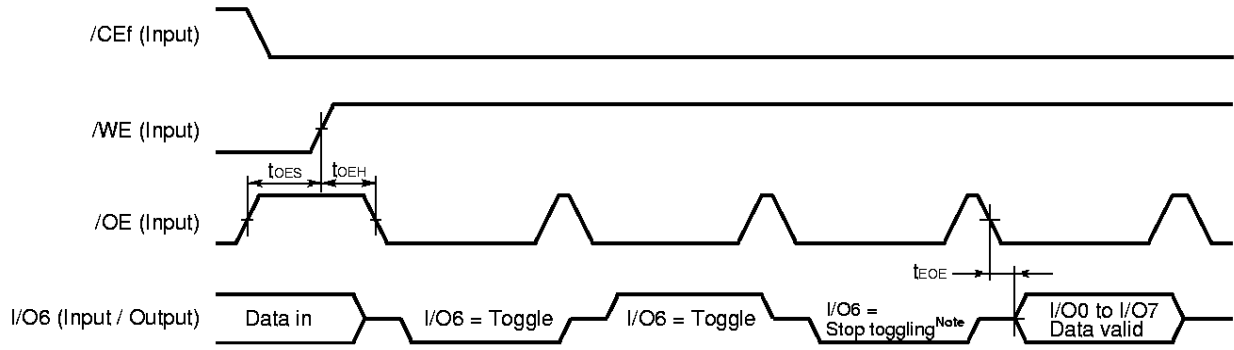 /CEf (Input)
/WE (Input)
tOES
tOEH
/OE (Input)
tEOE
I/O6 (Input / Output)
Data in
I/O6 = Toggle
I/O6 = Toggle
I/O6 =
Stop toggling Note
I/O0 to I/O7
Data valid